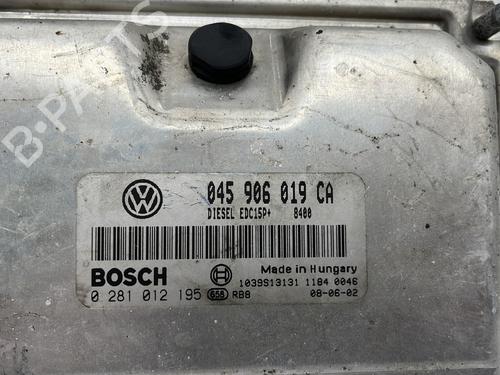 B-PARTS
045 906 019 CA
DIESEL EDC15P+ 8400
BOSCH
Made in Hungary
1039S13131 1184 0046
0 281 012 195 656 RB8 08-06-02